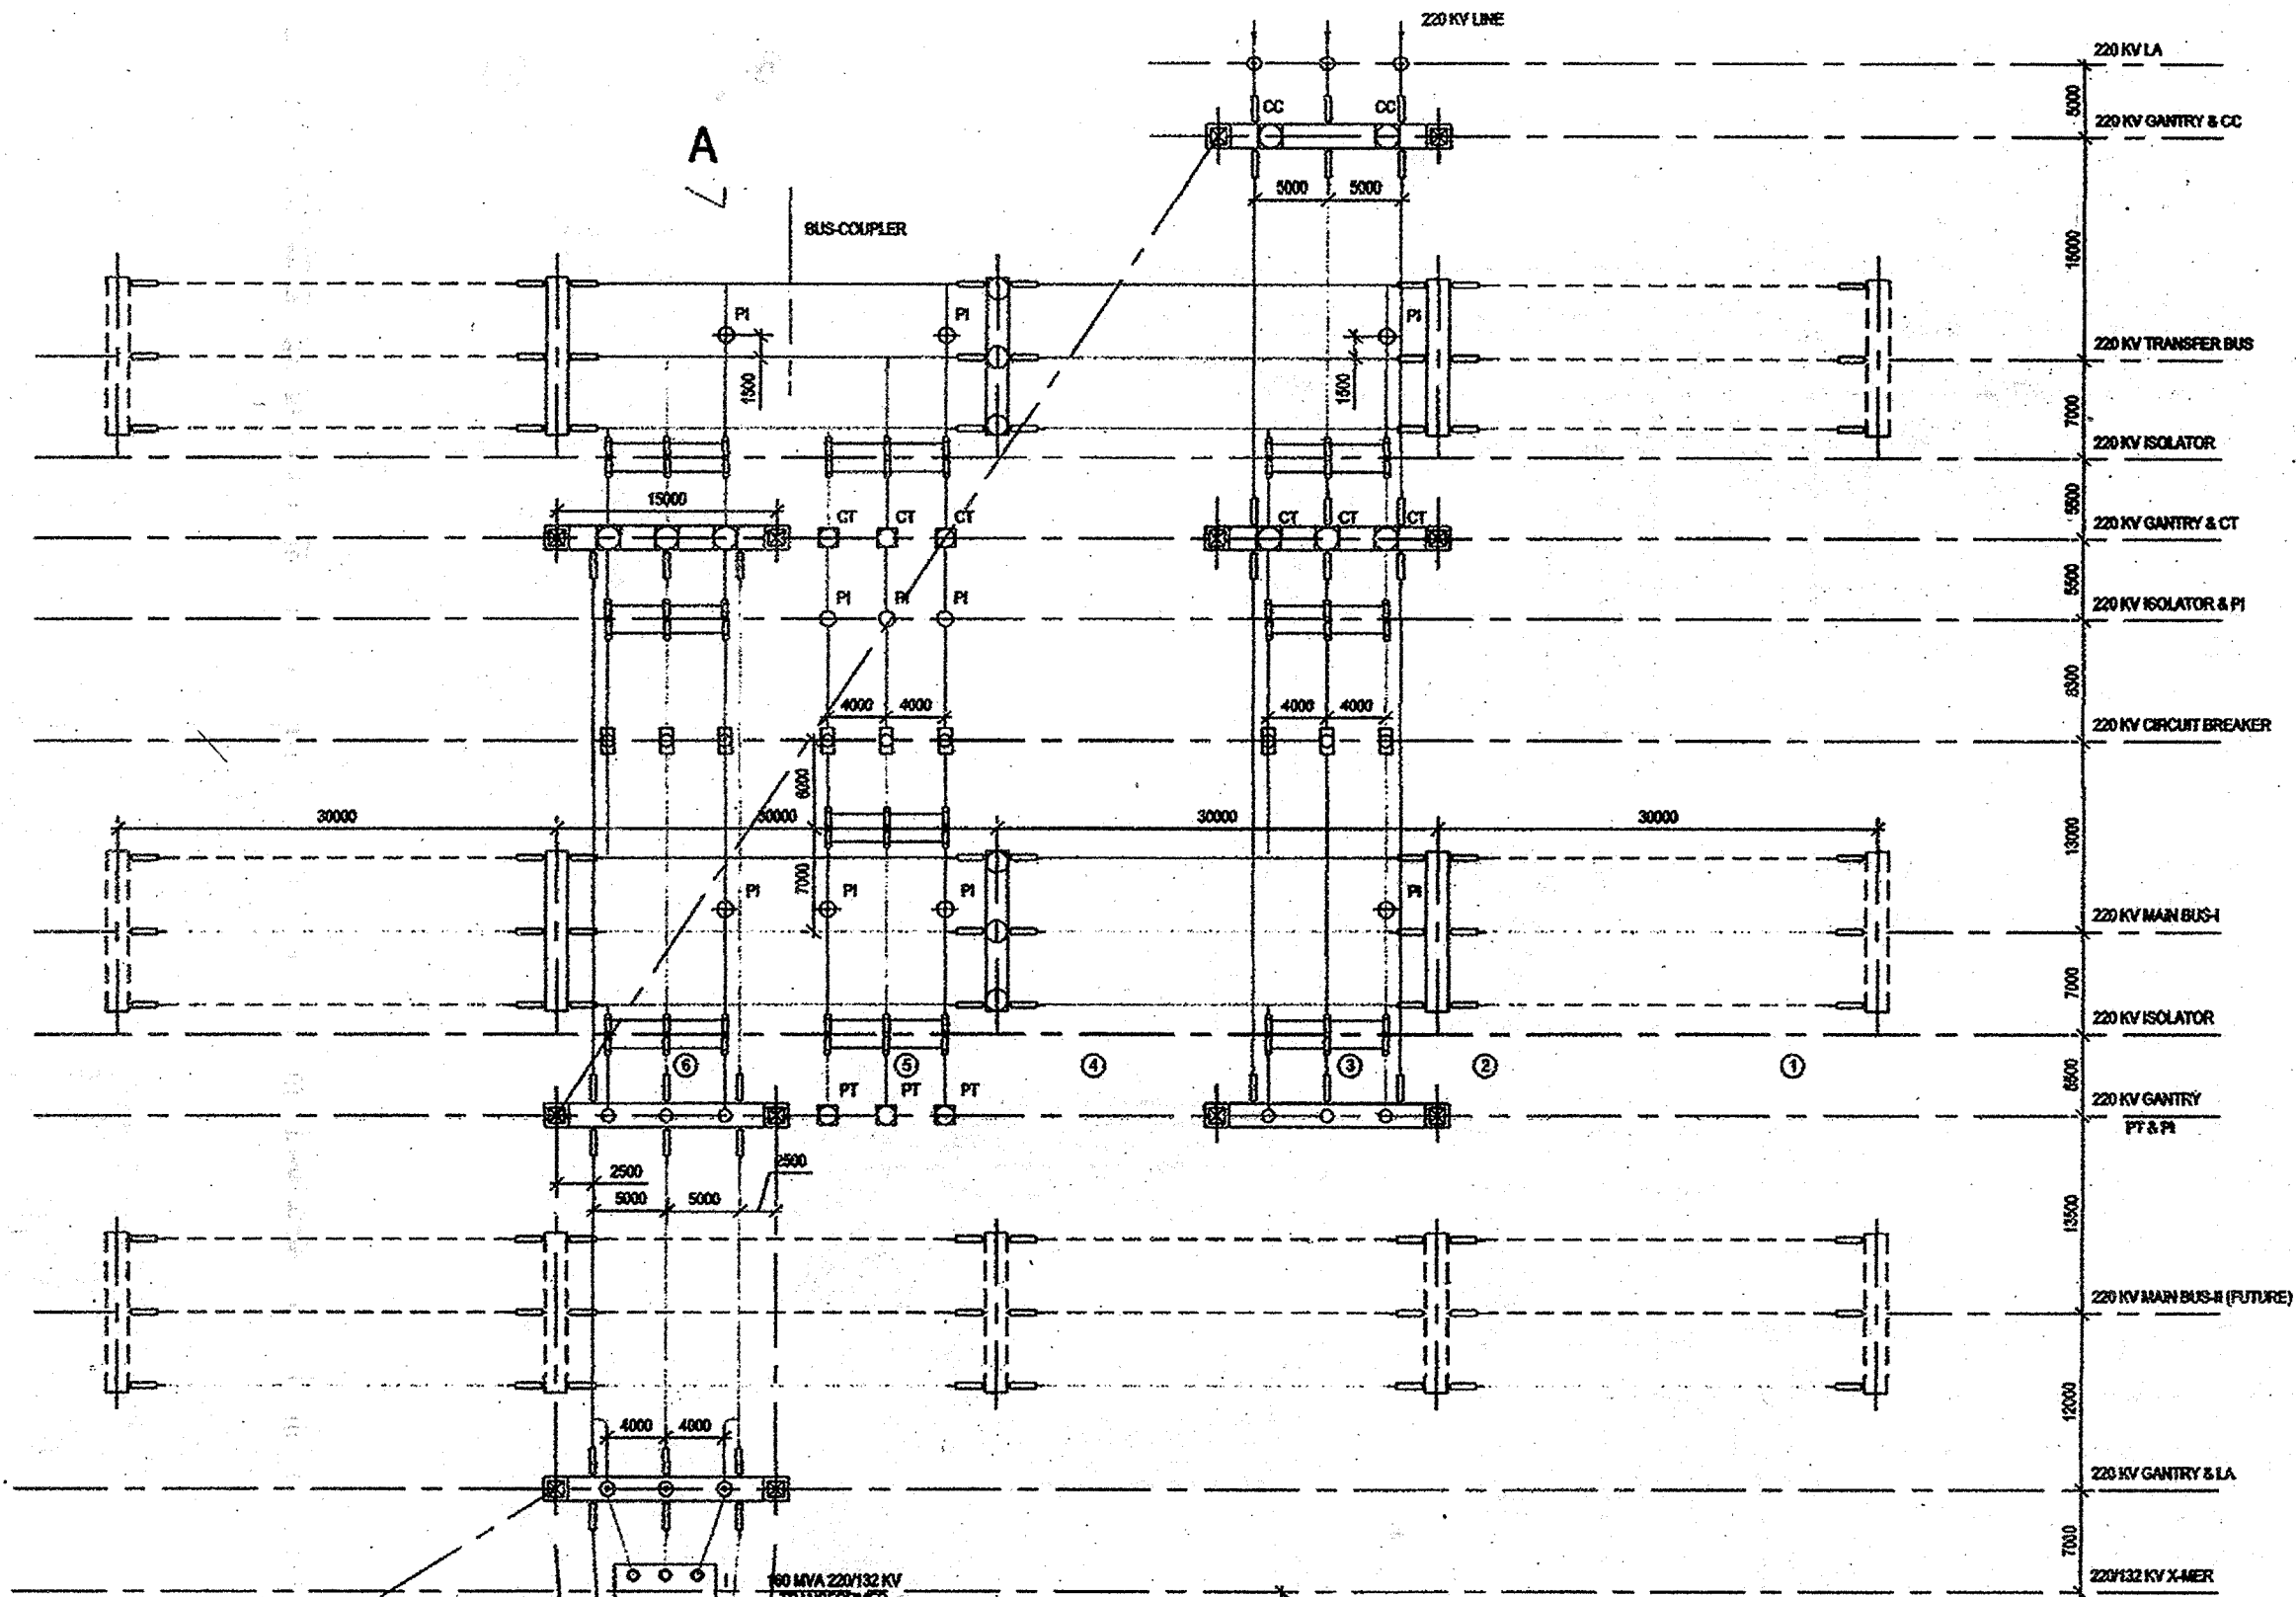 220 KV LINE
220 KV LA
CC
CC
5000
220 KV GANTRY & CC
A
5000
5000
BUS-COUPLER
PI
PI
PI
1500
1500
220 KV TRANSFER BUS
7000
220 KV ISOLATOR
15000
CT
CT
CT
CT
CT
CT
220 KV GANTRY & CT
5500
PI
PI
PI
220 KV ISOLATOR & PI
4000
4000
4000
4000
220 KV CIRCUIT BREAKER
6000
30000
30000
30000
30000
13000
7000
PI
PI
PI
PI
220 KV MAIN BUS-I
7000
220 KV ISOLATOR
6
5
4
3
2
1
PT
PT
PT
220 KV GANTRY
PT & PI
2500
2500
5000
5000
13500
220 KV MAIN BUS-II (FUTURE)
12000
4000
4000
220 KV GANTRY & LA
7000
160 MVA 220/132 KV
220/132 KV X-MER